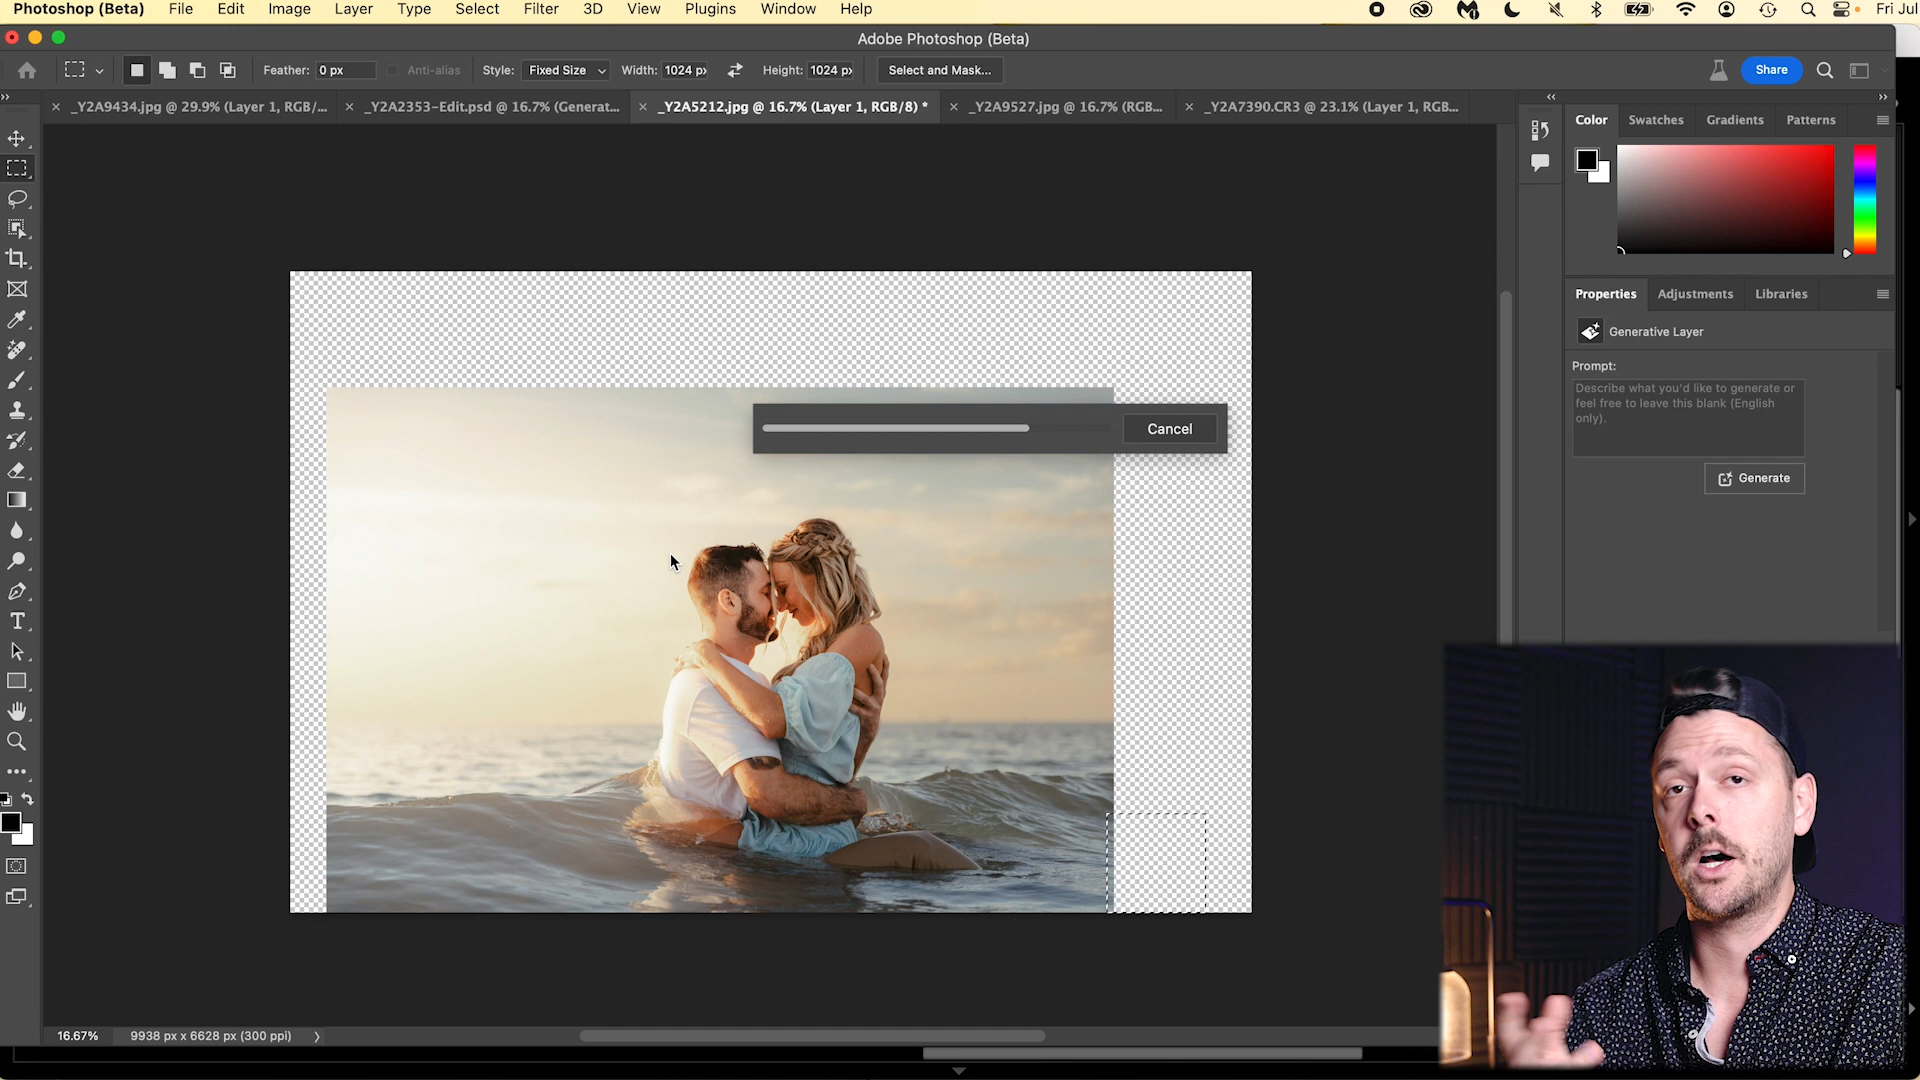 Photoshop (Beta) File Edit Image Layer Type Select Filter 3D View Plugins Window Help Fri Jul
Adobe Photoshop (Beta)
Feather: 0 px Anti-alias Style: Fixed Size Width: 1024 px Height: 1024 px Select and Mask... Share
_Y2A9434.jpg @ 29.9% (Layer 1, RGB/... _Y2A2353-Edit.psd @ 16.7% (Generat... _Y2A5212.jpg @ 16.7% (Layer 1, RGB/8) * _Y2A9527.jpg @ 16.7% (RGB... _Y2A7390.CR3 @ 23.1% (Layer 1, RGB...
Color Swatches Gradients Patterns
Properties Adjustments Libraries
Generative Layer
Prompt:
Describe what you'd like to generate or
feel free to leave this blank (English
only).
Generate
Cancel
16.67% 9938 px x 6628 px (300 ppi)